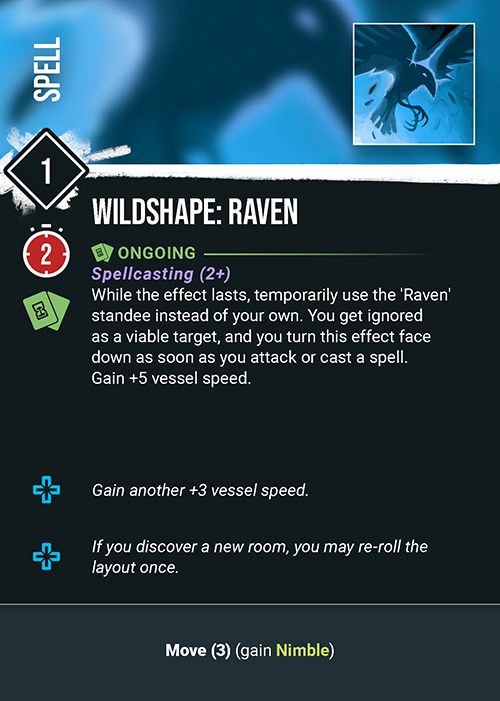 SPELL
1
WILDSHAPE: RAVEN
2
ONGOING
Spellcasting (2+)
While the effect lasts, temporarily use the 'Raven'
standee instead of your own. You get ignored
as a viable target, and you turn this effect face
down as soon as you attack or cast a spell.
Gain +5 vessel speed.
Gain another +3 vessel speed.
If you discover a new room, you may re-roll the
layout once.
Move (3) (gain Nimble)